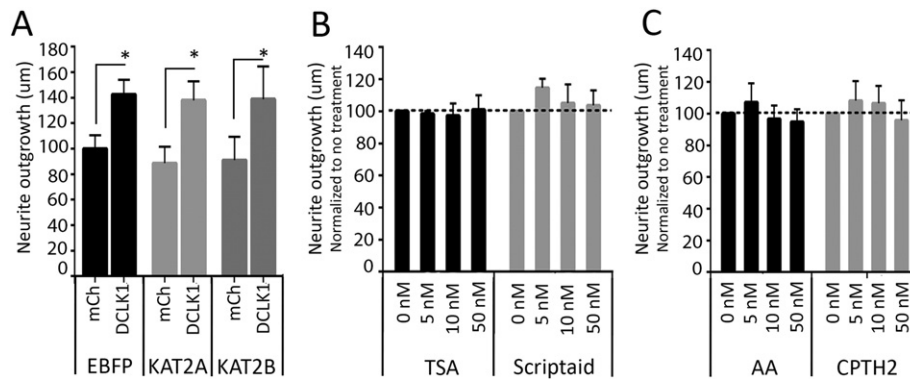 A
Neurite outgrowth (um)
180
160
140
120
100
80
60
40
20
0
* * *
mCh DCLK1 mCh DCLK1 mCh DCLK1
EBFP KAT2A KAT2B
B
Neurite outgrowth (um)
Normalized to no treatment
140
120
100
80
60
40
20
0
0 nM 5 nM 10 nM 50 nM 0 nM 5 nM 10 nM 50 nM
TSA Scriptaid
C
Neurite outgrowth (um)
Normalized to no treatment
140
120
100
80
60
40
20
0
0 nM 5 nM 10 nM 50 nM 0 nM 5 nM 10 nM 50 nM
AA CPTH2